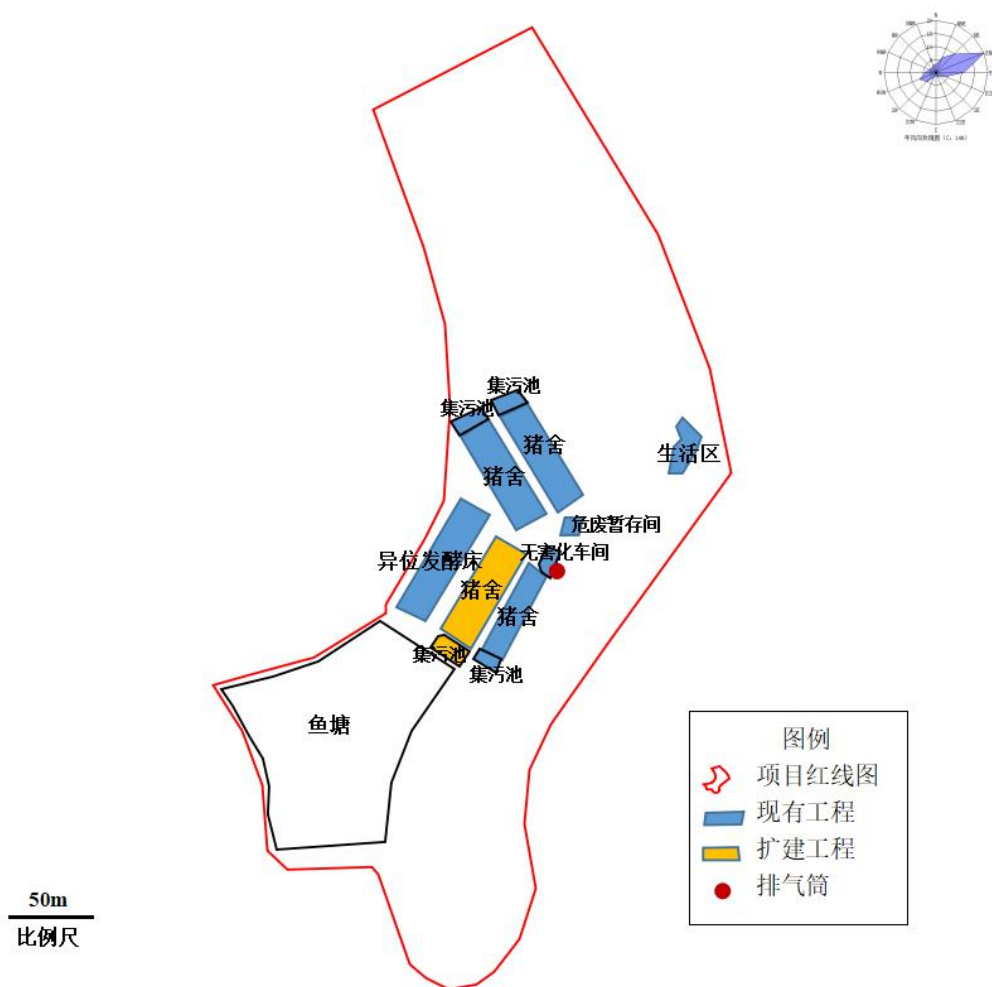 集污池
集污池
猪舍
猪舍
生活区
危废暂存间
无害化车间
异位发酵床
猪舍
猪舍
集污池
集污池
鱼塘
图例
项目红线图
现有工程
扩建工程
排气筒
50m
比例尺